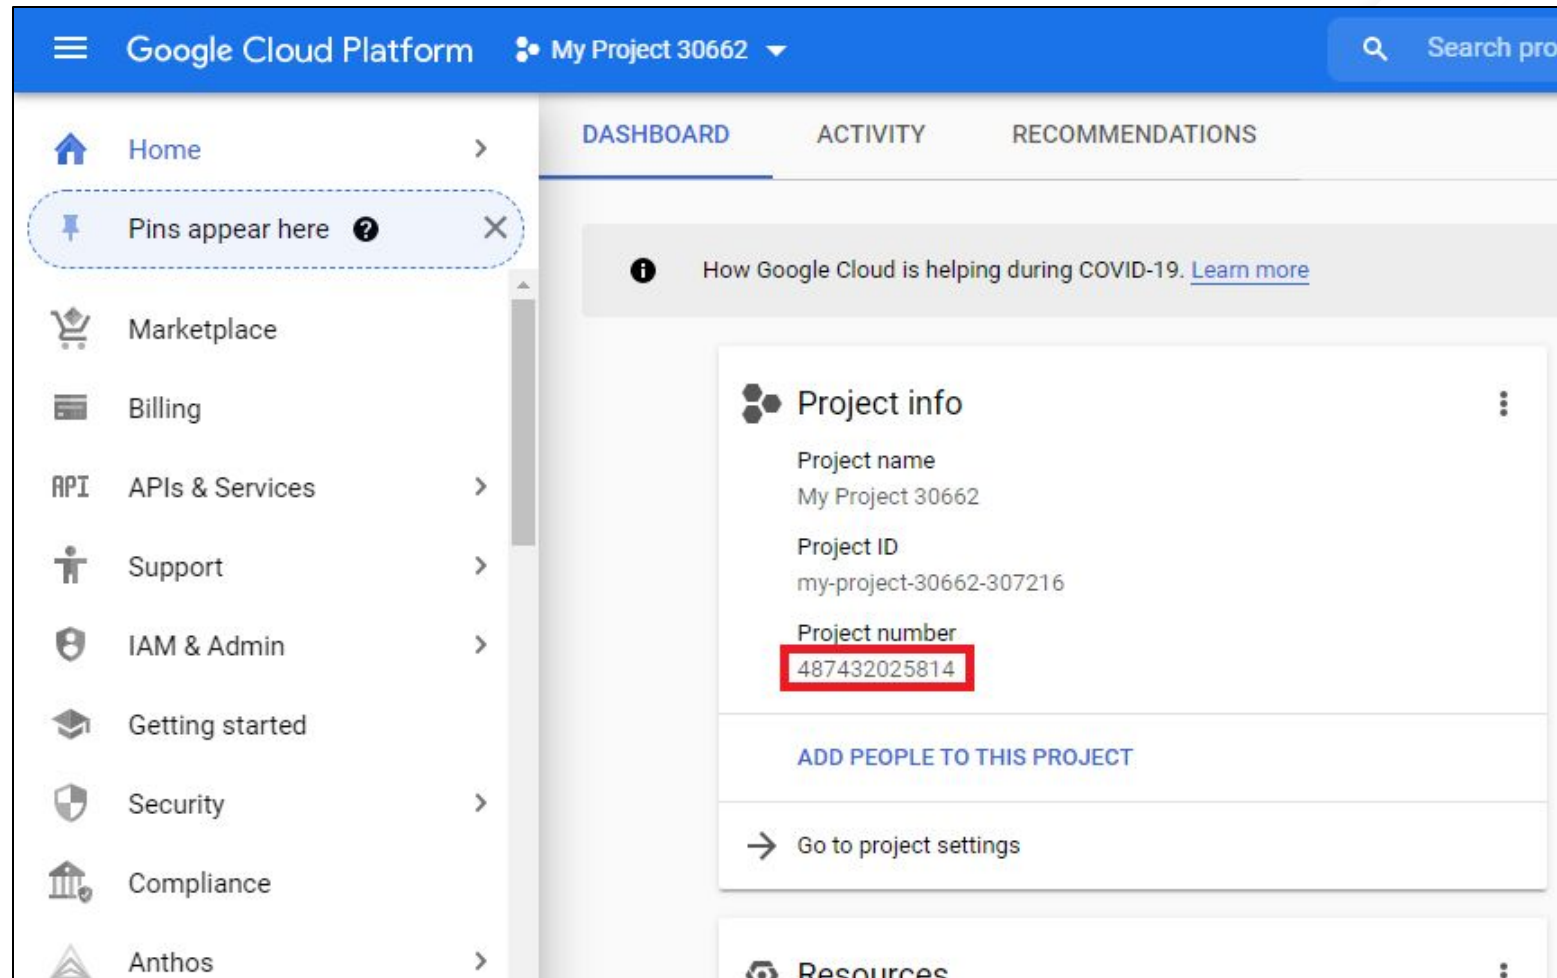 Google Cloud Platform
My Project 30662
Search pro
Home
Pins appear here
Marketplace
Billing
API
APIs & Services
Support
IAM & Admin
Getting started
Security
Compliance
Anthos
DASHBOARD
ACTIVITY
RECOMMENDATIONS
How Google Cloud is helping during COVID-19. Learn more
Project info
Project name
My Project 30662
Project ID
my-project-30662-307216
Project number
487432025814
ADD PEOPLE TO THIS PROJECT
Go to project settings
Resources